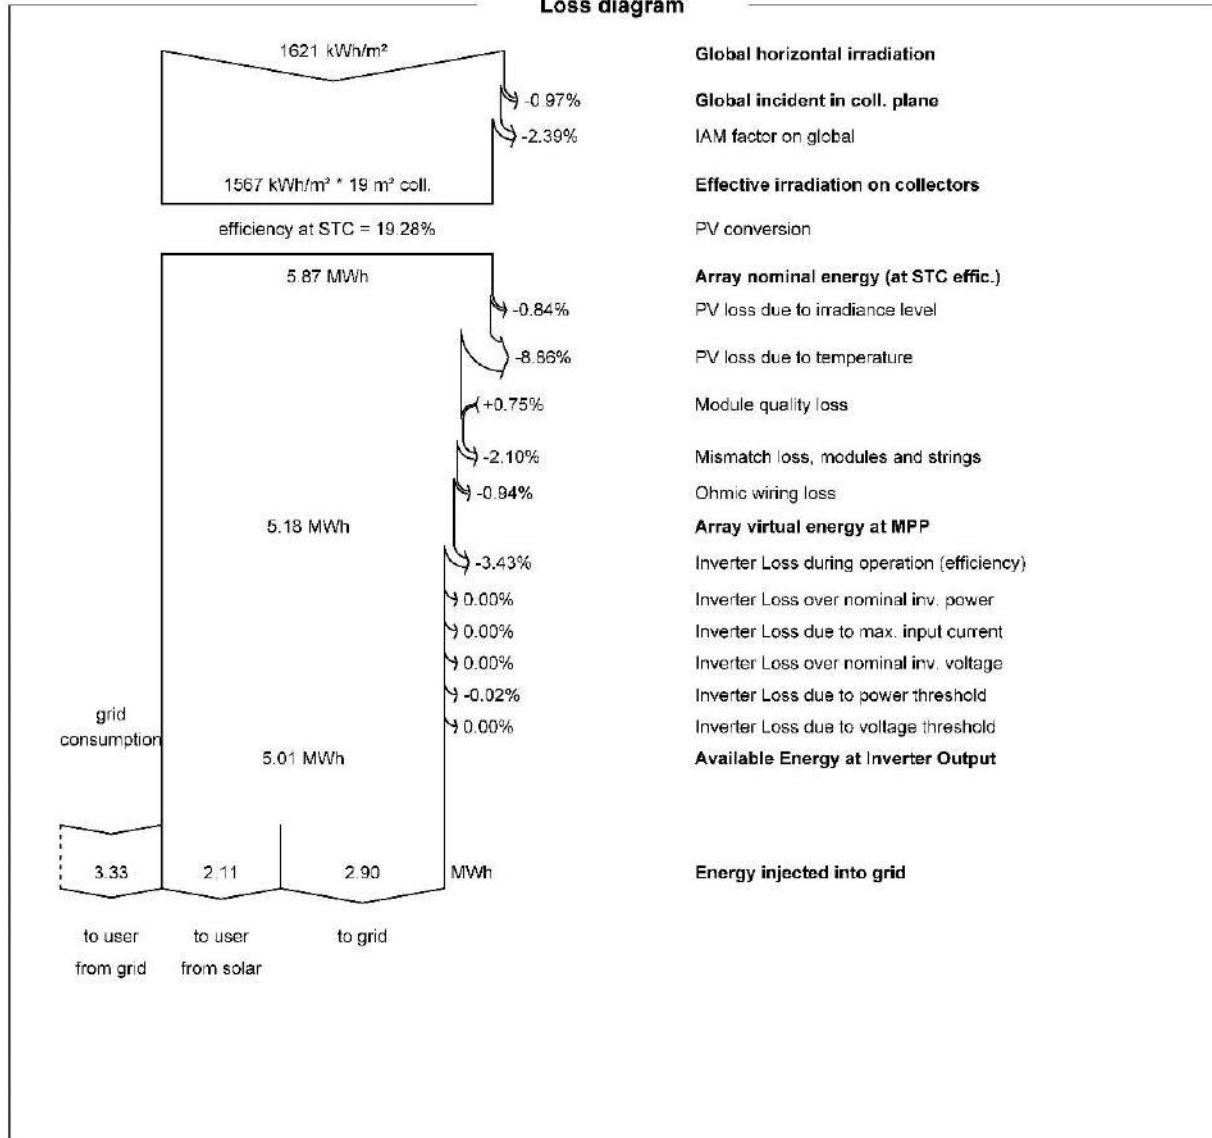 Loss diagram
1621 kWh/m² Global horizontal irradiation
-0.97% Global incident in coll. plane
-2.39% IAM factor on global
1567 kWh/m² * 19 m² coll. Effective irradiation on collectors
efficiency at STC = 19.28% PV conversion
5.87 MWh Array nominal energy (at STC effic.)
-0.84% PV loss due to irradiance level
-8.86% PV loss due to temperature
+0.75% Module quality loss
-2.10% Mismatch loss, modules and strings
-0.94% Ohmic wiring loss
5.18 MWh Array virtual energy at MPP
-3.43% Inverter Loss during operation (efficiency)
0.00% Inverter Loss over nominal inv. power
0.00% Inverter Loss due to max. input current
0.00% Inverter Loss over nominal inv. voltage
-0.02% Inverter Loss due to power threshold
grid
0.00% Inverter Loss due to voltage threshold
consumption
5.01 MWh Available Energy at Inverter Output
3.33 2.11 2.90 MWh Energy injected into grid
to user to user to grid
from grid from solar